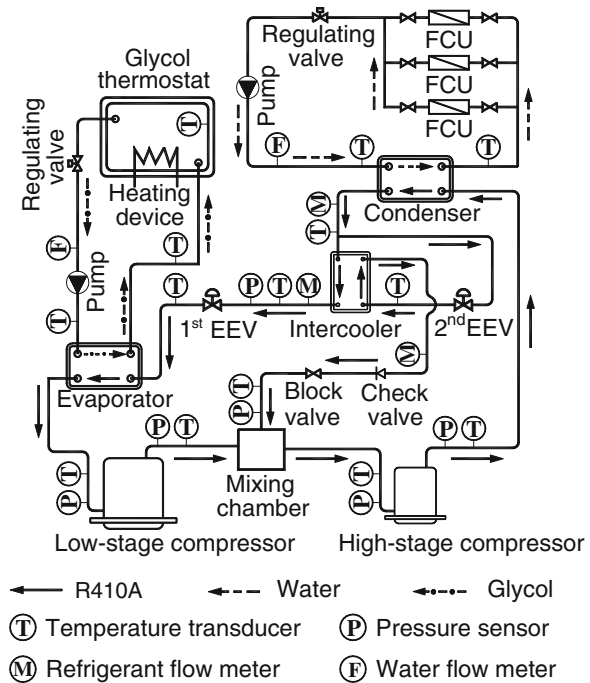 Glycol
thermostat
Regulating
valve
FCU
FCU
FCU
Pump
Regulating
valve
T
Heating
device
F
T
T
Condenser
M
T
F
T
T
Pump
T
P T M
T
1st EEV
Intercooler
2nd EEV
M
Evaporator
T
P
Block
valve
Check
valve
P T
P T
T
P
Mixing
chamber
T
P
Low-stage compressor
High-stage compressor
R410A
Water
Glycol
T Temperature transducer
P Pressure sensor
M Refrigerant flow meter
F Water flow meter